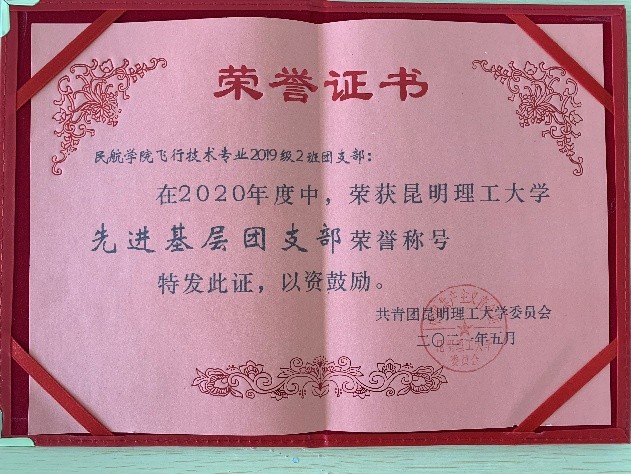 荣誉证书
民航学院飞行技术专业2019级2班团支部：
在2020年度中，荣获昆明理工大学
先进基层团支部荣誉称号
特发此证，以资鼓励。
共青团昆明理工大学委员会
二〇二一年五月
委员会